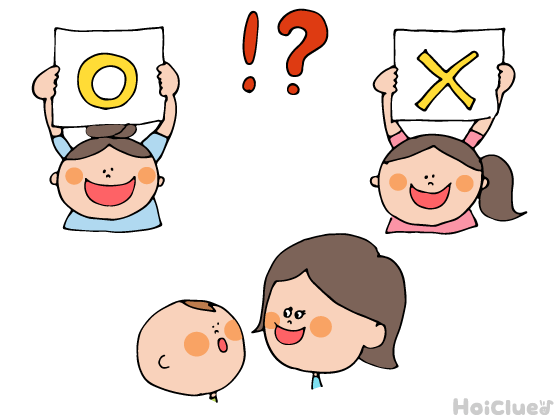 !?
○ ×
HoiClue♪